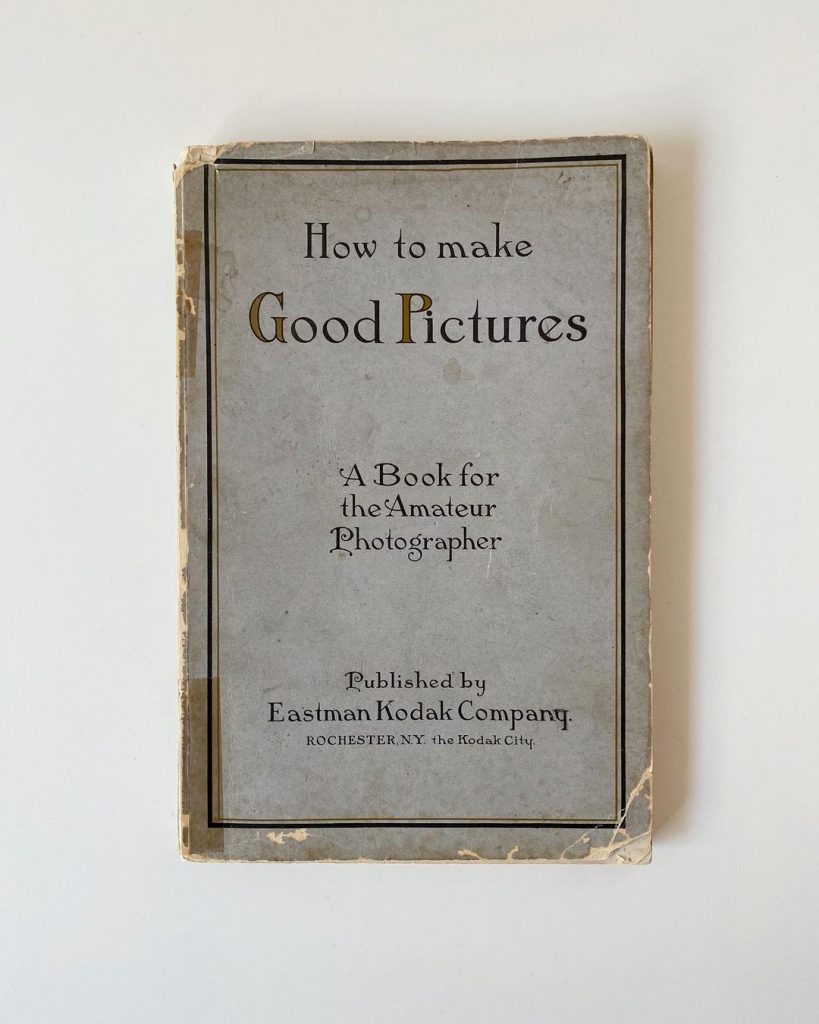 How to make
Good Pictures
A Book for
the Amateur
Photographer
Published by
Eastman Kodak Company.
ROCHESTER, N.Y. the Kodak City.